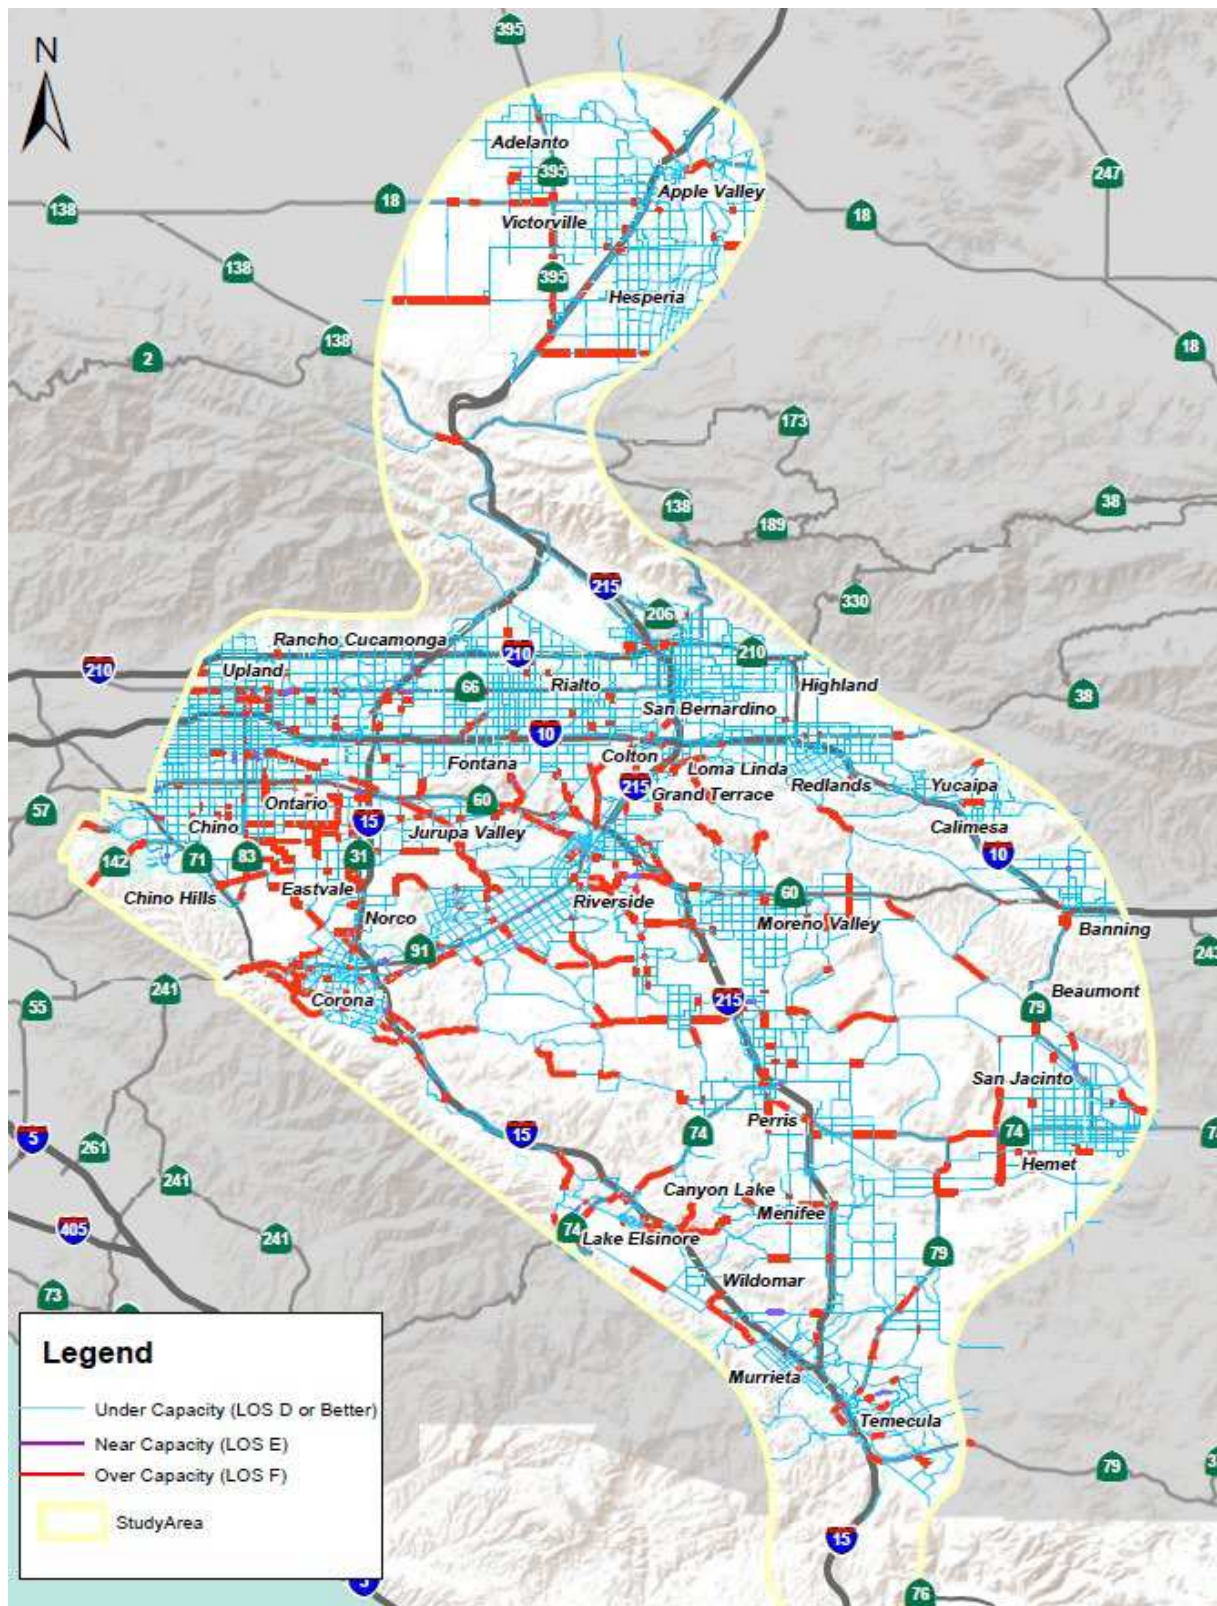 395
N
Adelanto
395
247
138
18
Apple Valley
18
Victorville
138
395
Hesperia
138
2
18
173
138
38
189
215
330
206
Rancho Cucamonga
210
210
210
Upland
66
Rialto
Highland
38
San Bernardino
10
Colton
Fontana
Loma Linda
215
Grand Terrace
Redlands
Yucaipa
57
Ontario
60
Chino
15
Jurupa Valley
Calimesa
142
71
83
31
10
Eastvale
Chino Hills
Riverside
60
Norco
Moreno Valley
Banning
91
243
241
Corona
215
Beaumont
55
79
San Jacinto
5
15
74
Perris
74
261
Hemet
241
Canyon Lake
Menifee
405
241
74
Lake Elsinore
79
Wildomar
73
Legend
Murrieta
Under Capacity (LOS D or Better)
Temecula
Near Capacity (LOS E)
Over Capacity (LOS F)
79
StudyArea
15
76